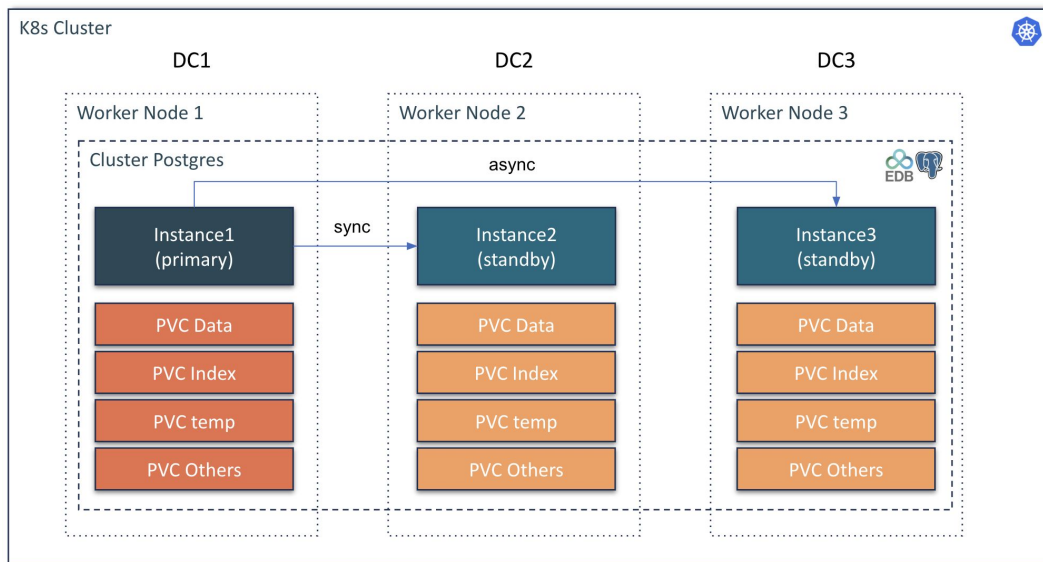 K8s Cluster
DC1
DC2
DC3
Worker Node 1
Worker Node 2
Worker Node 3
Cluster Postgres
EDB
async
sync
Instance1
(primary)
Instance2
(standby)
Instance3
(standby)
PVC Data
PVC Data
PVC Data
PVC Index
PVC Index
PVC Index
PVC temp
PVC temp
PVC temp
PVC Others
PVC Others
PVC Others